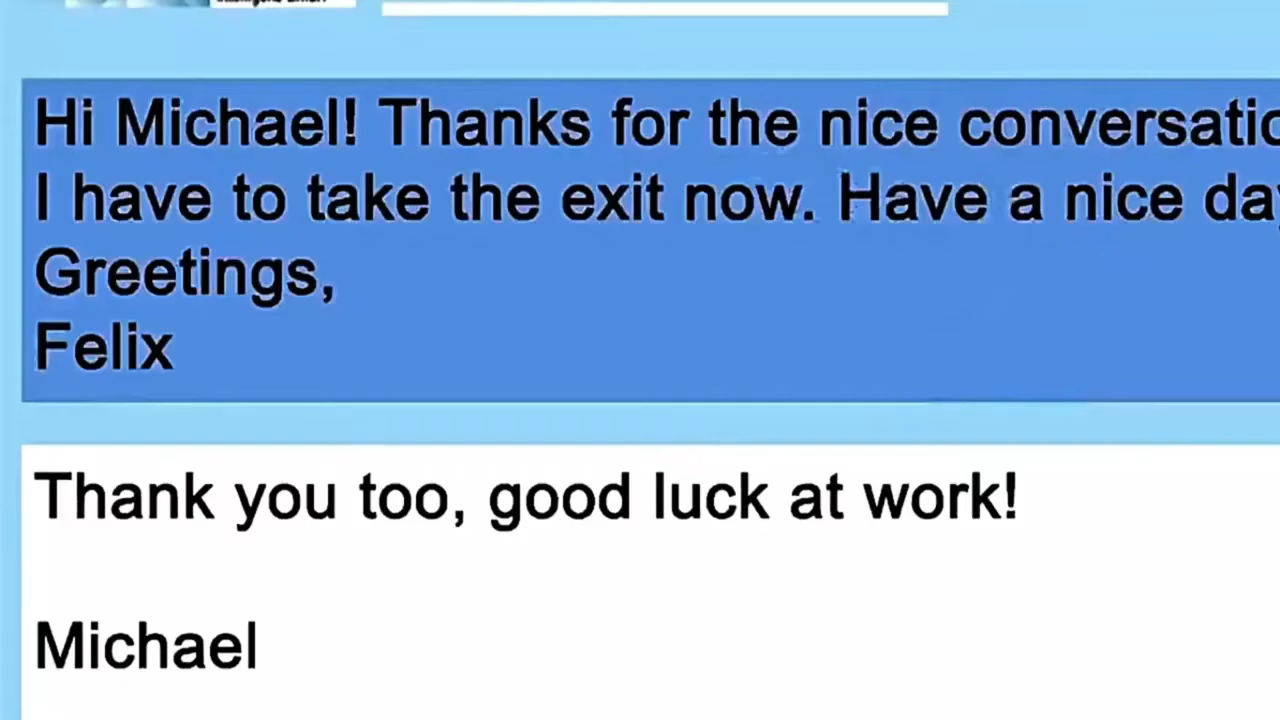 Hi Michael! Thanks for the nice conversatio
I have to take the exit now. Have a nice day
Greetings,
Felix
Thank you too, good luck at work!
Michael